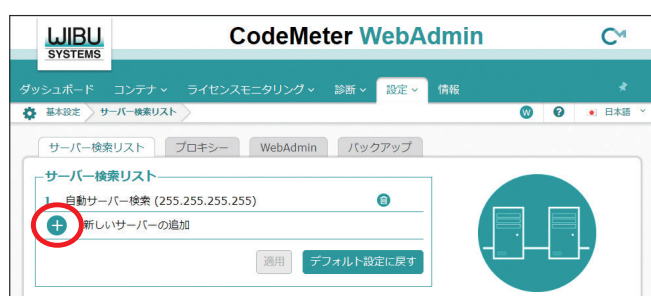 WIBU
SYSTEMS
CodeMeter WebAdmin
ダッシュボード コンテナ ライセンスモニタリング 診断 設定 情報
基本設定 サーバー検索リスト W ? 日本語
サーバー検索リスト プロキシー WebAdmin バックアップ
サーバー検索リスト
1. 自動サーバー検索 (255.255.255.255)
新しいサーバーの追加
適用 デフォルト設定に戻す